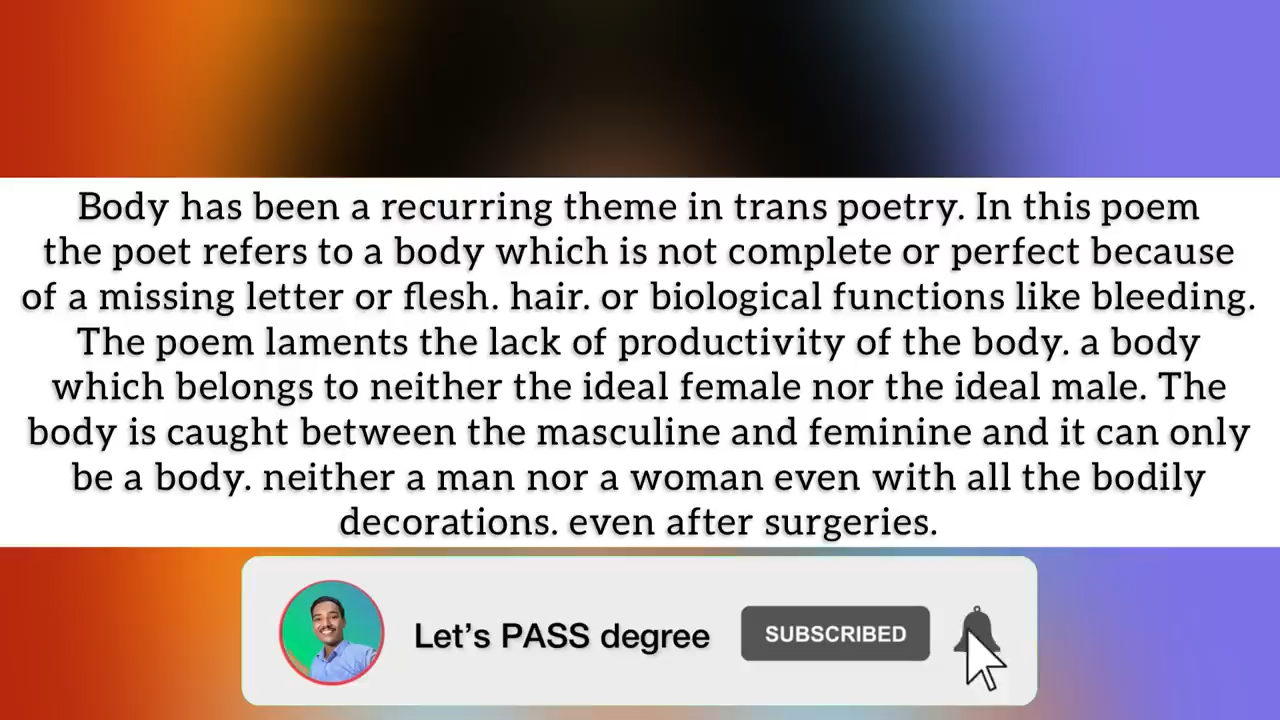 Body has been a recurring theme in trans poetry. In this poem
the poet refers to a body which is not complete or perfect because
of a missing letter or flesh. hair. or biological functions like bleeding.
The poem laments the lack of productivity of the body. a body
which belongs to neither the ideal female nor the ideal male. The
body is caught between the masculine and feminine and it can only
be a body. neither a man nor a woman even with all the bodily
decorations. even after surgeries.
Let's PASS degree
SUBSCRIBED